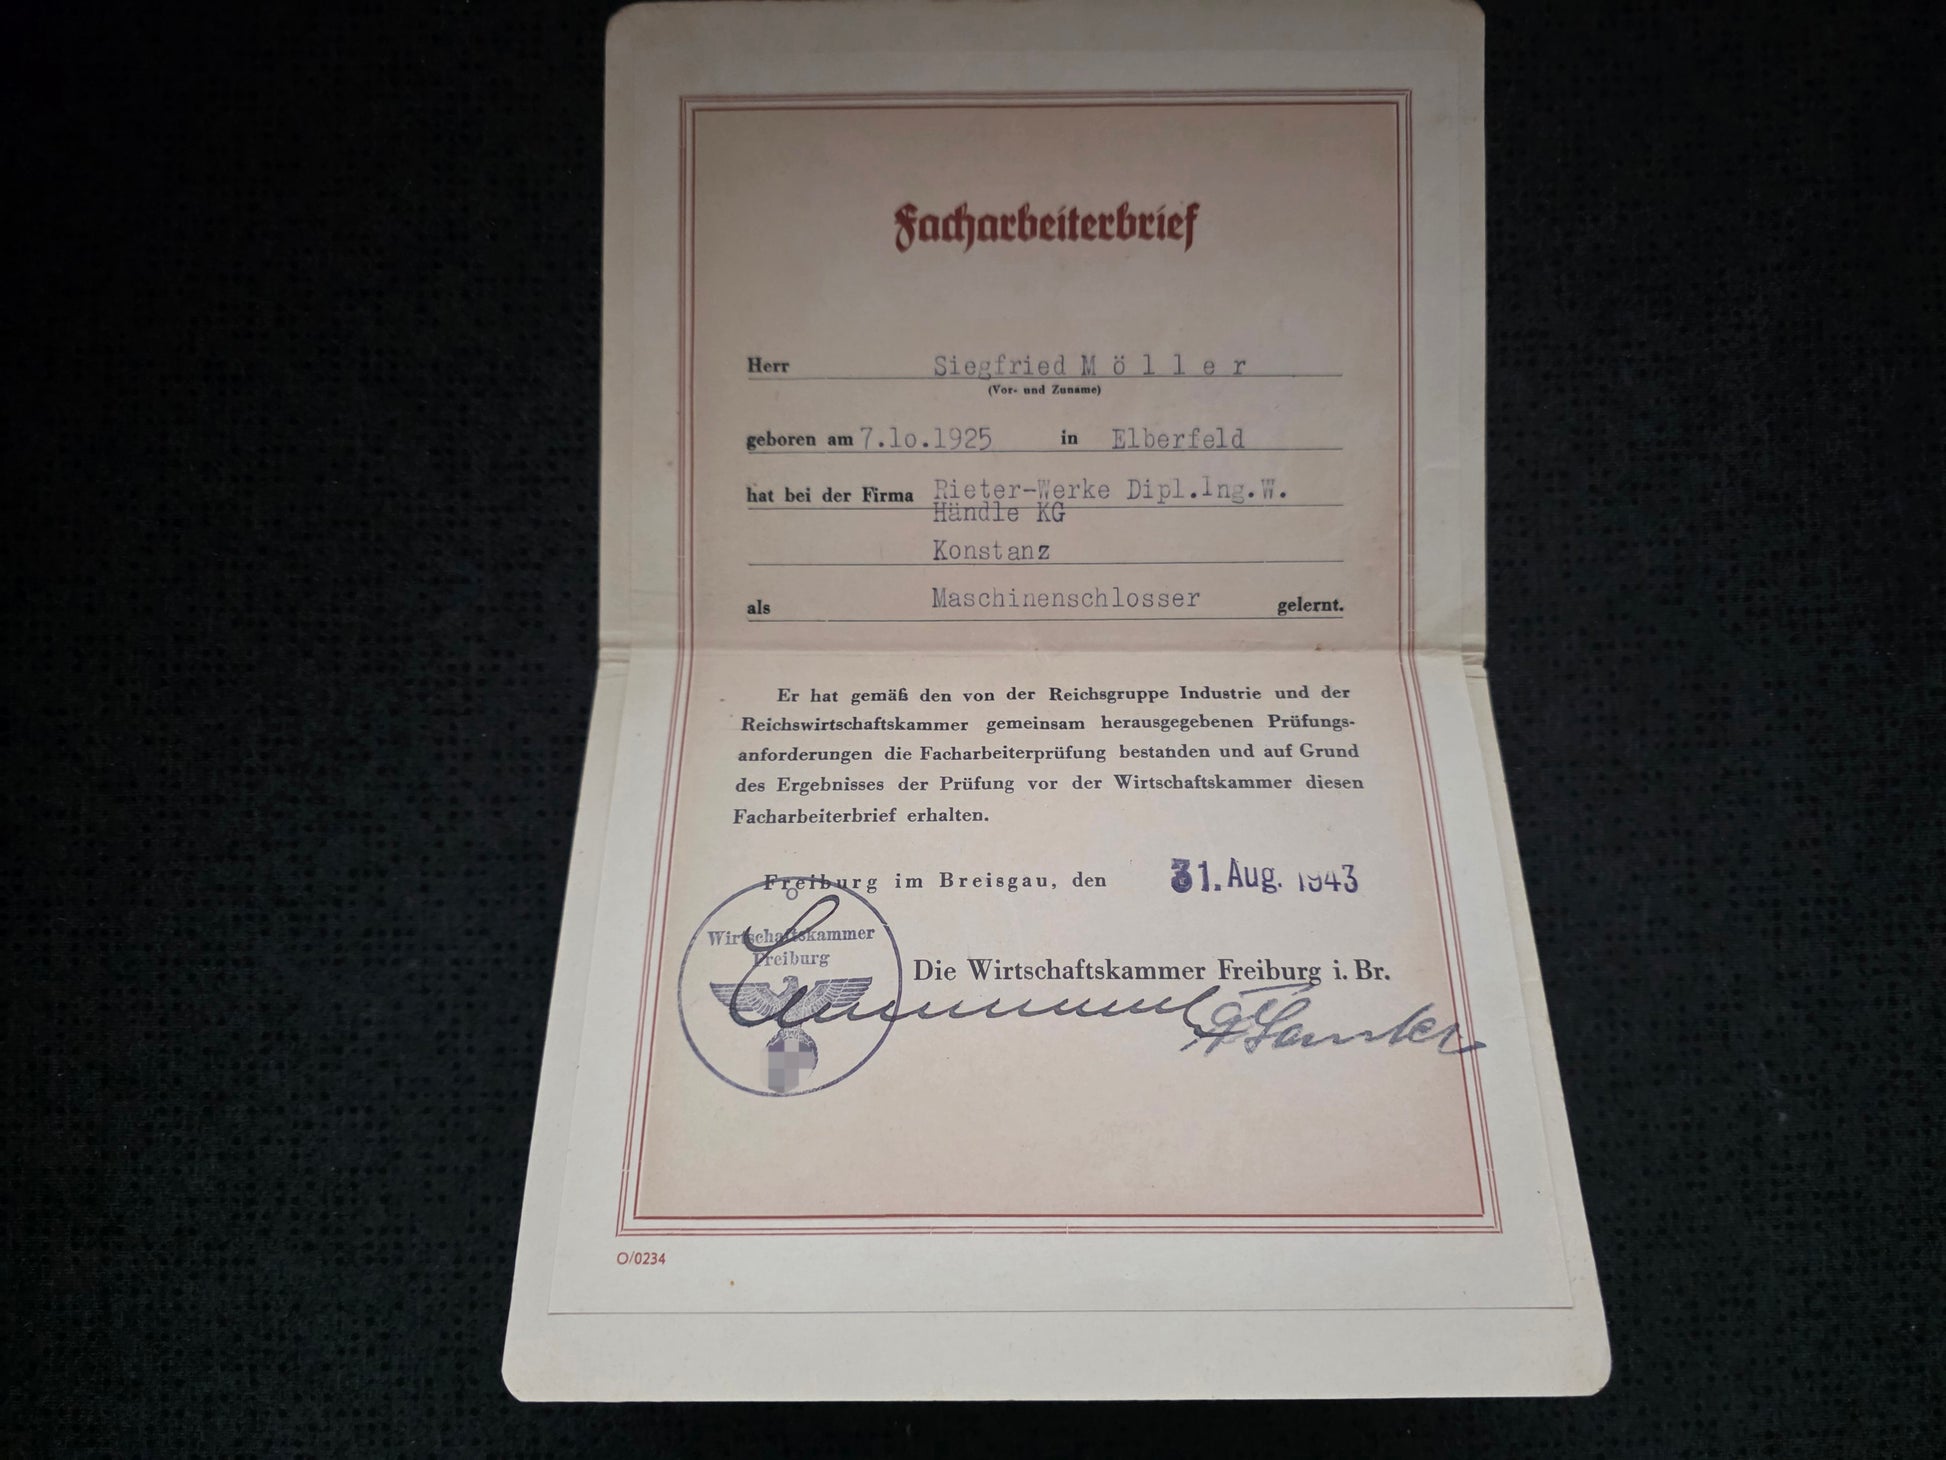 Facharbeiterbrief
Herr Siegfried M ö l l e r
(Vor- und Zuname)
geboren am 7.lo.1925 in Elberfeld
hat bei der Firma Rieter-Werke Dipl.Ing.W.
Händle KG
Konstanz
als Maschinenschlosser gelernt.
Er hat gemäß den von der Reichsgruppe Industrie und der
Reichswirtschaftskammer gemeinsam herausgegebenen Prüfungs-
anforderungen die Facharbeiterprüfung bestanden und auf Grund
des Ergebnisses der Prüfung vor der Wirtschaftskammer diesen
Facharbeiterbrief erhalten.
Freiburg im Breisgau, den 31. Aug. 1943
Wirtschaftskammer
Freiburg
Die Wirtschaftskammer Freiburg i. Br.
O/0234